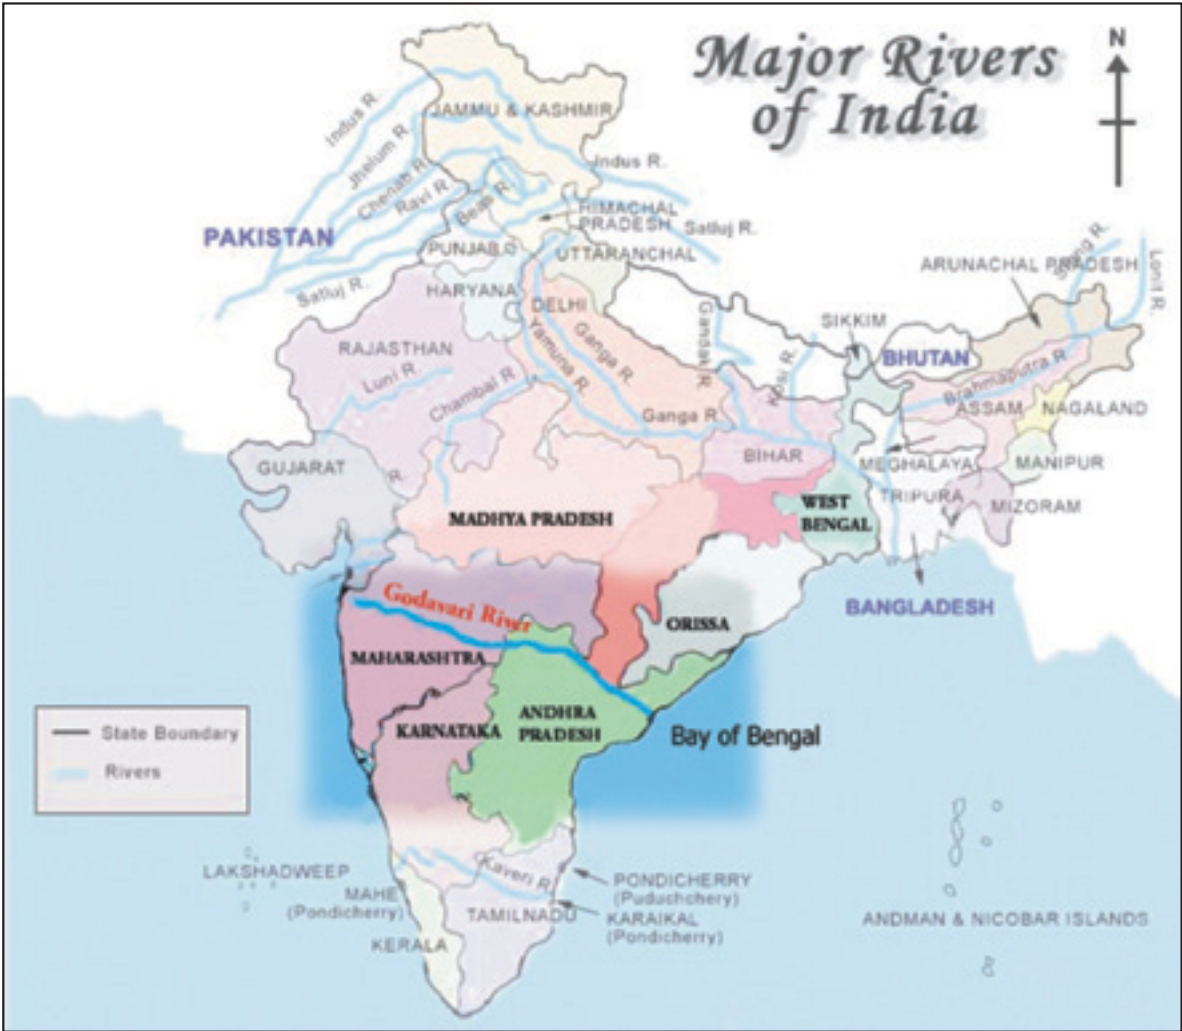 Major Rivers
of India
N
Indus R.
JAMMU & KASHMIR
Jhelum R.
Indus R.
Chenab R.
Ravi R.
Beas R.
HIMACHAL
PRADESH
Satluj R.
PAKISTAN
PUNJAB
UTTARANCHAL
ARUNACHAL PRADESH
Lohit R.
Satluj R.
HARYANA
DELHI
SIKKIM
BHUTAN
RAJASTHAN
Yamuna R.
Ganga R.
Gandak R.
Kosi R.
Brahmaputra R.
Luni R.
Chambal R.
Ganga R.
ASSAM
NAGALAND
GUJARAT
R.
BIHAR
MEGHALAYA
MANIPUR
TRIPURA
MIZORAM
MADHYA PRADESH
WEST
BENGAL
Godavari River
BANGLADESH
ORISSA
MAHARASHTRA
KARNATAKA
ANDHRA
PRADESH
Bay of Bengal
State Boundary
Rivers
LAKSHADWEEP
MAHE
(Pondicherry)
Kaveri R.
PONDICHERRY
(Puduchchery)
TAMILNADU
KARAIKAL
(Pondicherry)
KERALA
ANDMAN & NICOBAR ISLANDS